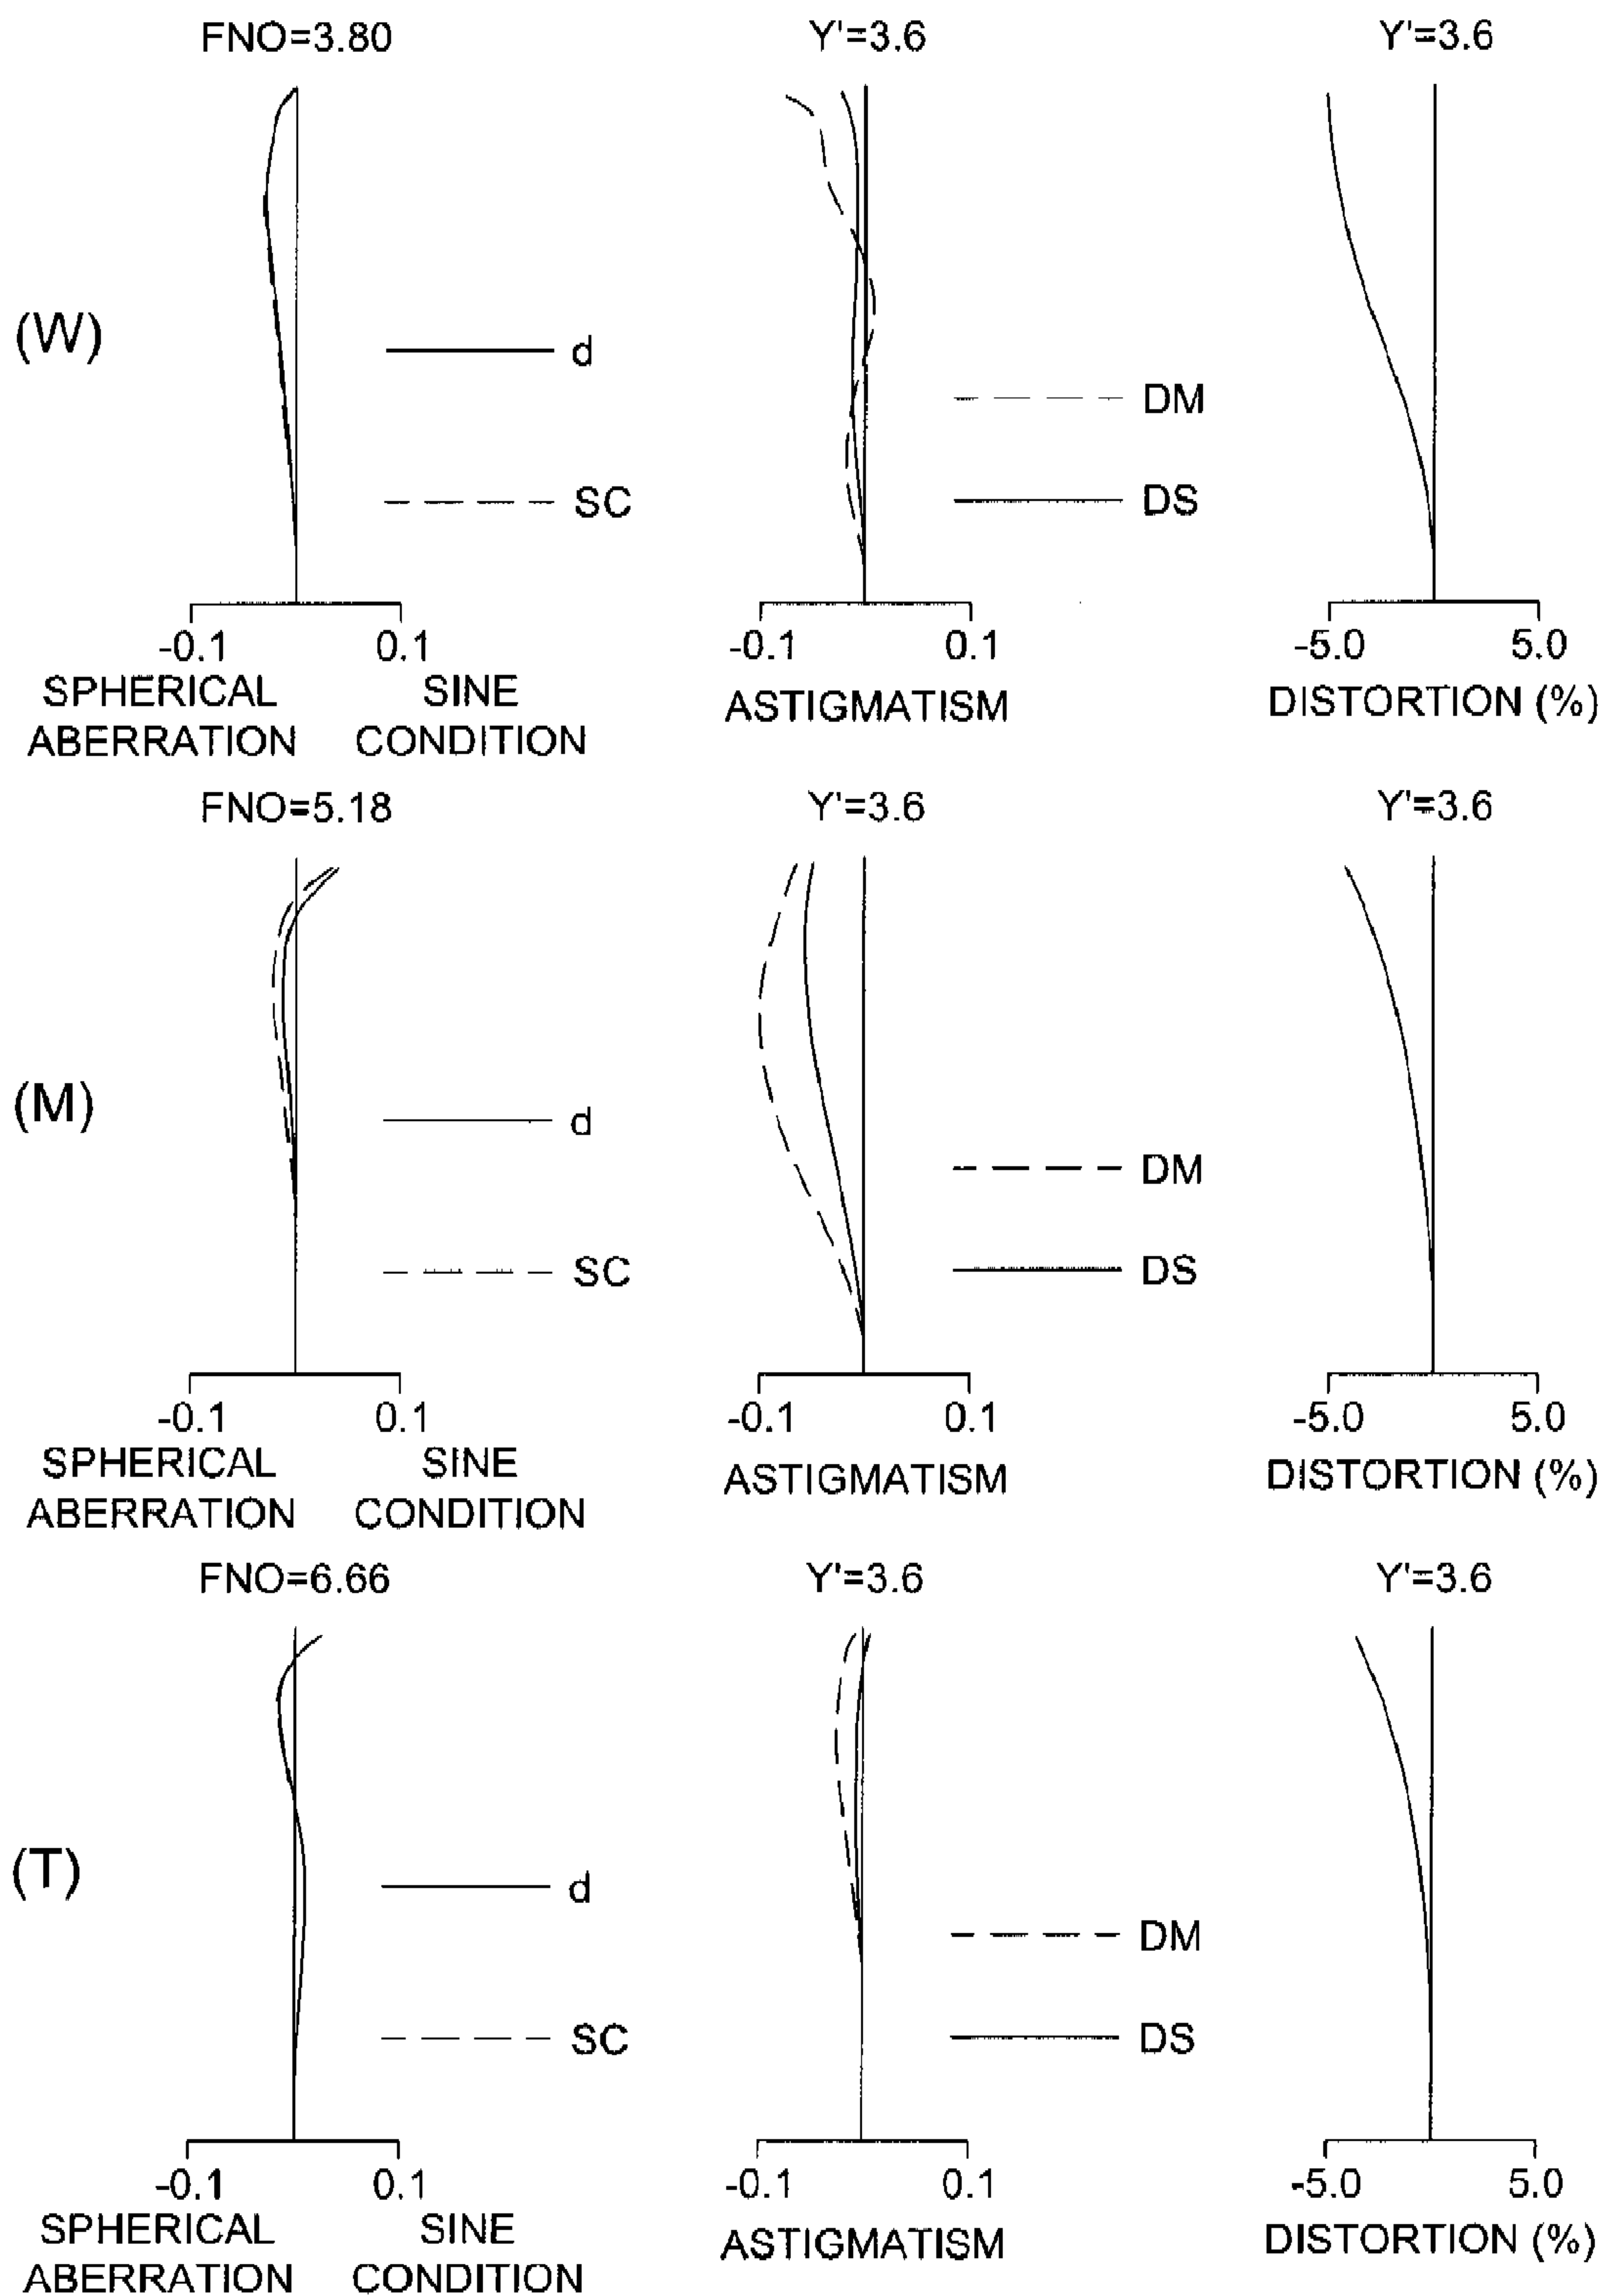 FNO=3.80 Y'=3.6 Y'=3.6
(W)
d
DM
SC
DS
-0.1 0.1 -0.1 0.1 -5.0 5.0
SPHERICAL ABERRATION SINE CONDITION ASTIGMATISM DISTORTION (%)
FNO=5.18 Y'=3.6 Y'=3.6
(M)
d
DM
SC
DS
-0.1 0.1 -0.1 0.1 -5.0 5.0
SPHERICAL ABERRATION SINE CONDITION ASTIGMATISM DISTORTION (%)
FNO=6.66 Y'=3.6 Y'=3.6
(T)
d
DM
SC
DS
-0.1 0.1 -0.1 0.1 -5.0 5.0
SPHERICAL ABERRATION SINE CONDITION ASTIGMATISM DISTORTION (%)